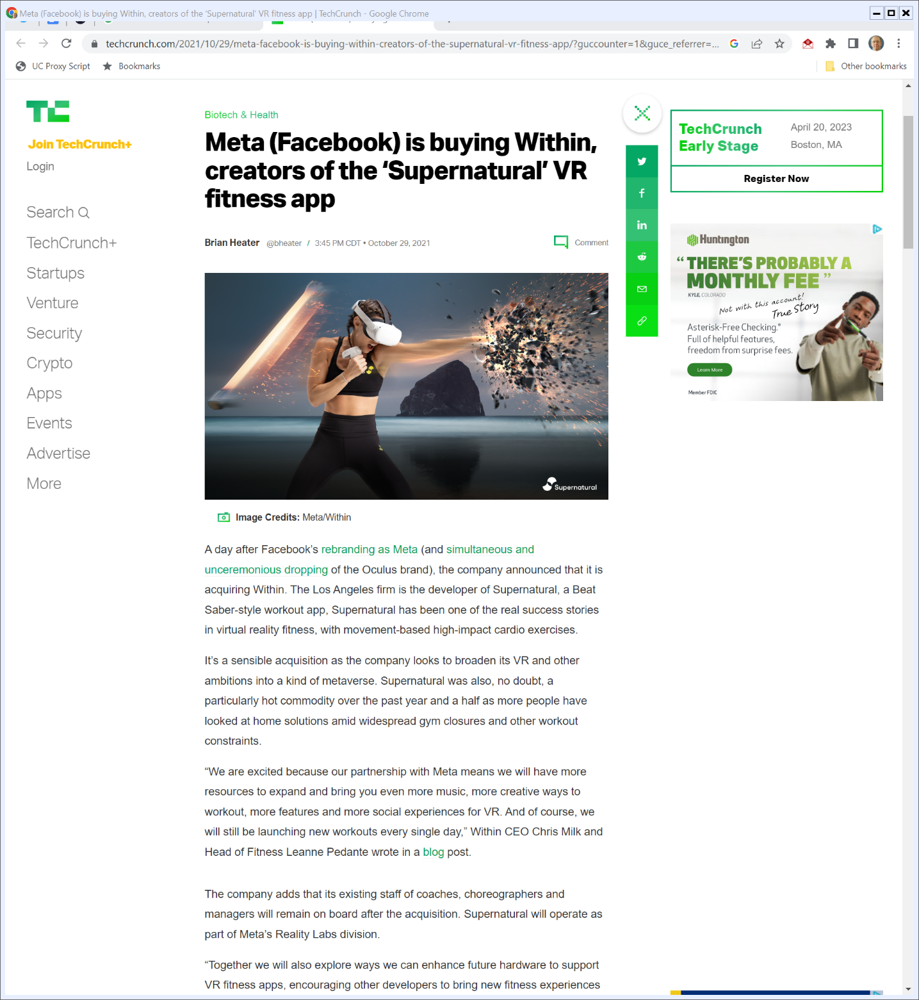 Meta (Facebook) is buying Within, creators of the ‘Supernatural’ VR fitness app | TechCrunch - Google Chrome
techcrunch.com/2021/10/29/meta-facebook-is-buying-within-creators-of-the-supernatural-vr-fitness-app/?guccounter=1&guce_referrer=...
UC Proxy Script
Bookmarks
Other bookmarks
TC
Join TechCrunch+
Login
Search
TechCrunch+
Startups
Venture
Security
Crypto
Apps
Events
Advertise
More
Biotech & Health
Meta (Facebook) is buying Within,
creators of the ‘Supernatural’ VR
fitness app
Brian Heater @bheater / 3:45 PM CDT • October 29, 2021
Comment
Supernatural
Image Credits: Meta/Within
A day after Facebook’s rebranding as Meta (and simultaneous and
unceremonious dropping of the Oculus brand), the company announced that it is
acquiring Within. The Los Angeles firm is the developer of Supernatural, a Beat
Saber-style workout app, Supernatural has been one of the real success stories
in virtual reality fitness, with movement-based high-impact cardio exercises.
It’s a sensible acquisition as the company looks to broaden its VR and other
ambitions into a kind of metaverse. Supernatural was also, no doubt, a
particularly hot commodity over the past year and a half as more people have
looked at home solutions amid widespread gym closures and other workout
constraints.
“We are excited because our partnership with Meta means we will have more
resources to expand and bring you even more music, more creative ways to
workout, more features and more social experiences for VR. And of course, we
will still be launching new workouts every single day,” Within CEO Chris Milk and
Head of Fitness Leanne Pedante wrote in a blog post.
The company adds that its existing staff of coaches, choreographers and
managers will remain on board after the acquisition. Supernatural will operate as
part of Meta’s Reality Labs division.
“Together we will also explore ways we can enhance future hardware to support
VR fitness apps, encouraging other developers to bring new fitness experiences
TechCrunch
Early Stage
April 20, 2023
Boston, MA
Register Now
Huntington
“ THERE’S PROBABLY A
MONTHLY FEE ”
KYLE, COLORADO
Not with this account!
True Story
Asterisk-Free Checking.®
Full of helpful features,
freedom from surprise fees.
Learn More
Member FDIC